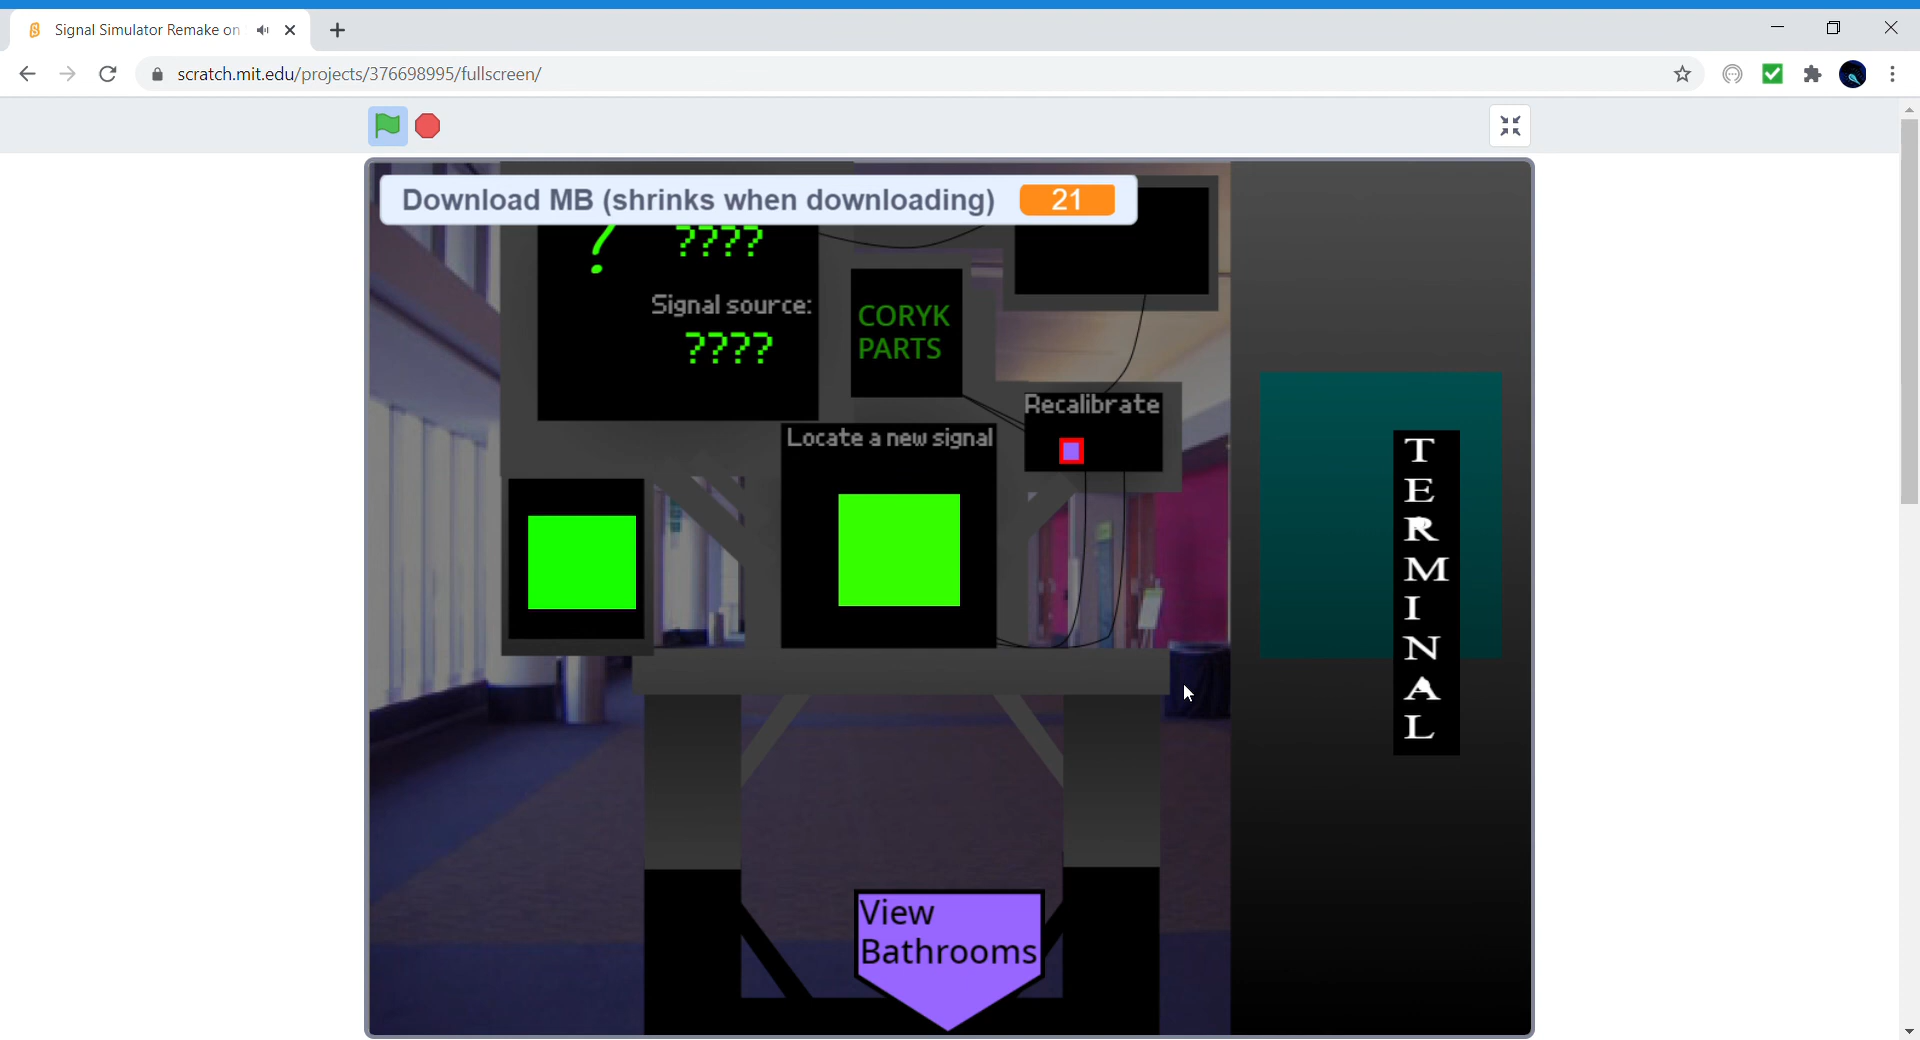 Signal Simulator Remake on
scratch.mit.edu/projects/376698995/fullscreen/
Download MB (shrinks when downloading) 21
? ????
Signal source:
????
CORYK
PARTS
Recalibrate
Locate a new signal
TERMINAL
View
Bathrooms